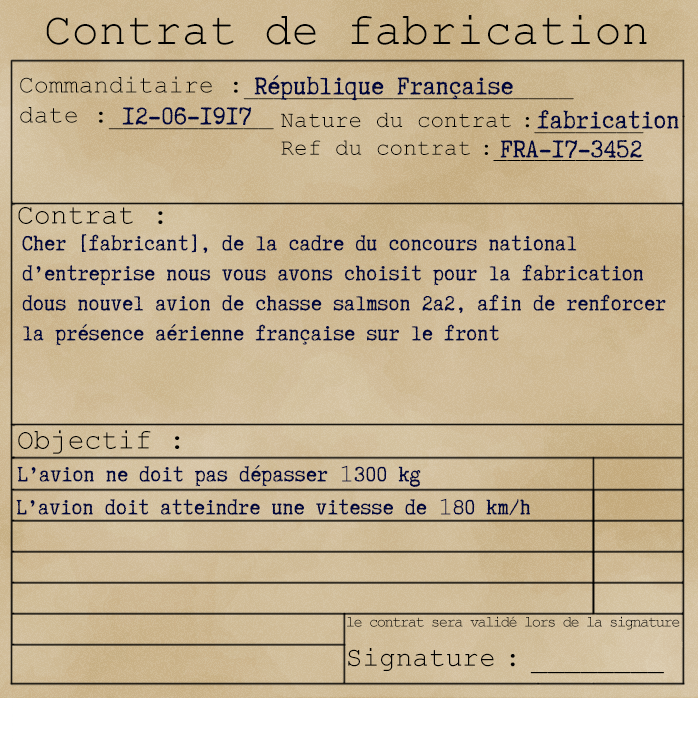 Contrat de fabrication
Commanditaire : République Française
date : I2-06-I9I7
Nature du contrat : fabrication
Ref du contrat : FRA-I7-3452
Contrat :
Cher [fabricant], de la cadre du concours national
d'entreprise nous vous avons choisit pour la fabrication
dous nouvel avion de chasse salmson 2a2, afin de renforcer
la présence aérienne française sur le front
Objectif :
L'avion ne doit pas dépasser 1300 kg
L'avion doit atteindre une vitesse de 180 km/h
le contrat sera validé lors de la signature
Signature : __________